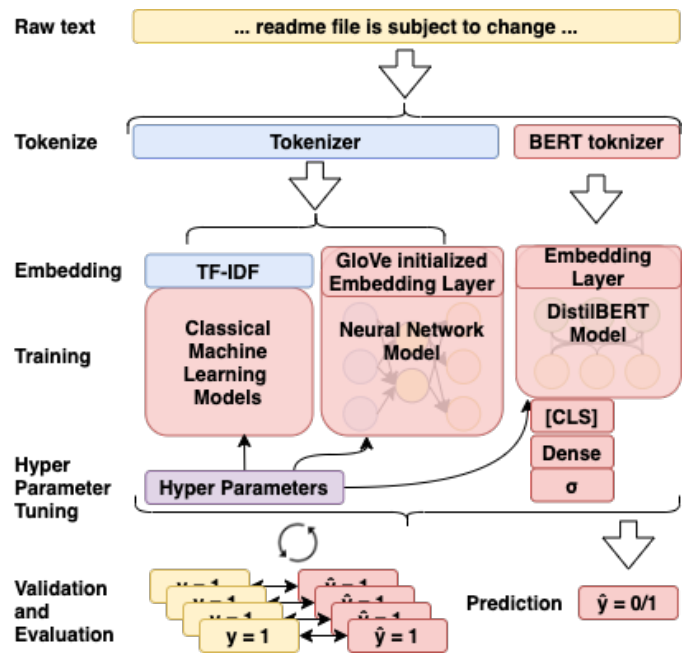 Raw text
... readme file is subject to change ...
Tokenize
Tokenizer
BERT toknizer
Embedding
TF-IDF
GloVe initialized
Embedding Layer
Embedding
Layer
Training
Classical
Machine
Learning
Models
Neural Network
Model
DistilBERT
Model
[CLS]
Dense
σ
Hyper
Parameter
Tuning
Hyper Parameters
Validation
and
Evaluation
y = 1
ŷ = 1
y = 1
ŷ = 1
y = 1
ŷ = 1
y = 1
ŷ = 1
Prediction
ŷ = 0/1